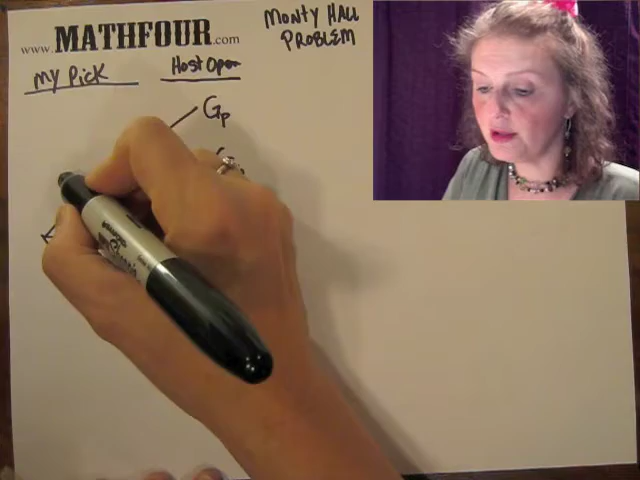 www.MATHFOUR.com
MONTY HALL
PROBLEM
MY PICK
Host Open
Gp